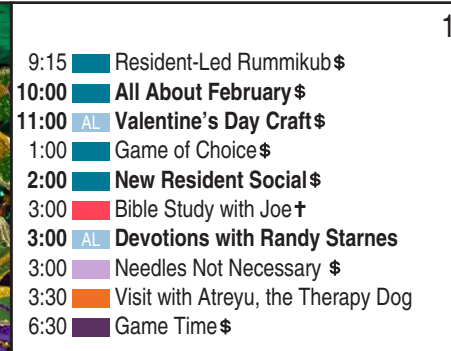 1
9:15 Resident-Led Rummikub$
10:00 All About February$
11:00 AL Valentine's Day Craft$
1:00 Game of Choice$
2:00 New Resident Social$
3:00 Bible Study with Joe✝
3:00 AL Devotions with Randy Starnes
3:00 Needles Not Necessary $
3:30 Visit with Atreyu, the Therapy Dog
6:30 Game Time$